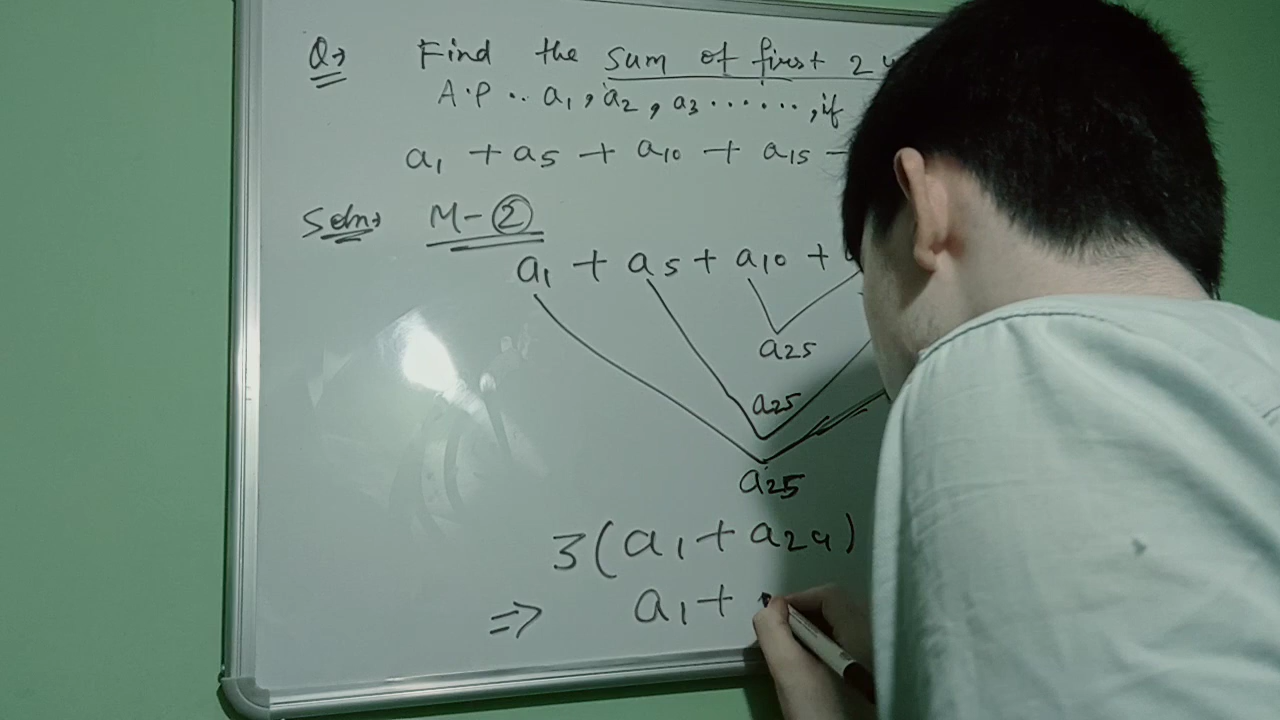 Q→ Find the sum of first 2
A.P .. a1, a2, a3 ......, if
a1 + a5 + a10 + a15 -
Soln→ M-②
a1 + a5 + a10 +
a25
a25
a25
3(a1 + a24)
=> a1 +